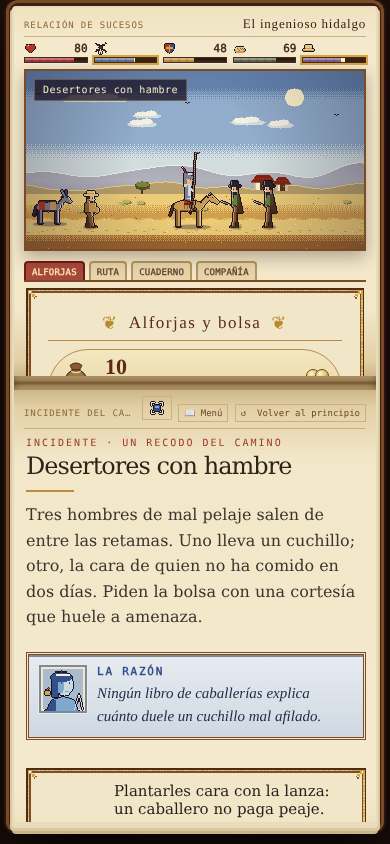 RELACIÓN DE SUCESOS
El ingenioso hidalgo
80
48
69
Desertores con hambre
ALFORJAS
RUTA
CUADERNO
COMPAÑÍA
Alforjas y bolsa
10
INCIDENTE DEL CA…
Menú
↺ Volver al principio
INCIDENTE · UN RECODO DEL CAMINO
Desertores con hambre
Tres hombres de mal pelaje salen de
entre las retamas. Uno lleva un cuchillo;
otro, la cara de quien no ha comido en
dos días. Piden la bolsa con una cortesía
que huele a amenaza.
LA RAZÓN
Ningún libro de caballerías explica
cuánto duele un cuchillo mal afilado.
Plantarles cara con la lanza:
un caballero no paga peaje.